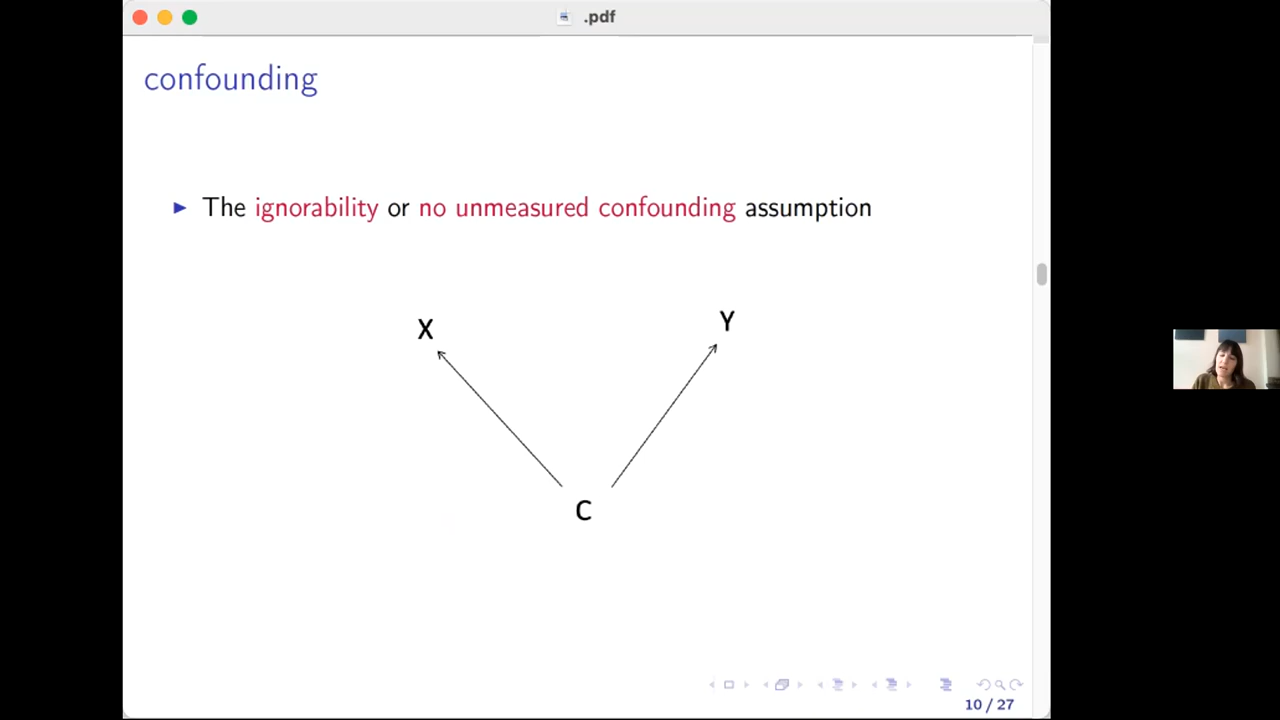 .pdf
confounding
The ignorability or no unmeasured confounding assumption
X
Y
C
10 / 27